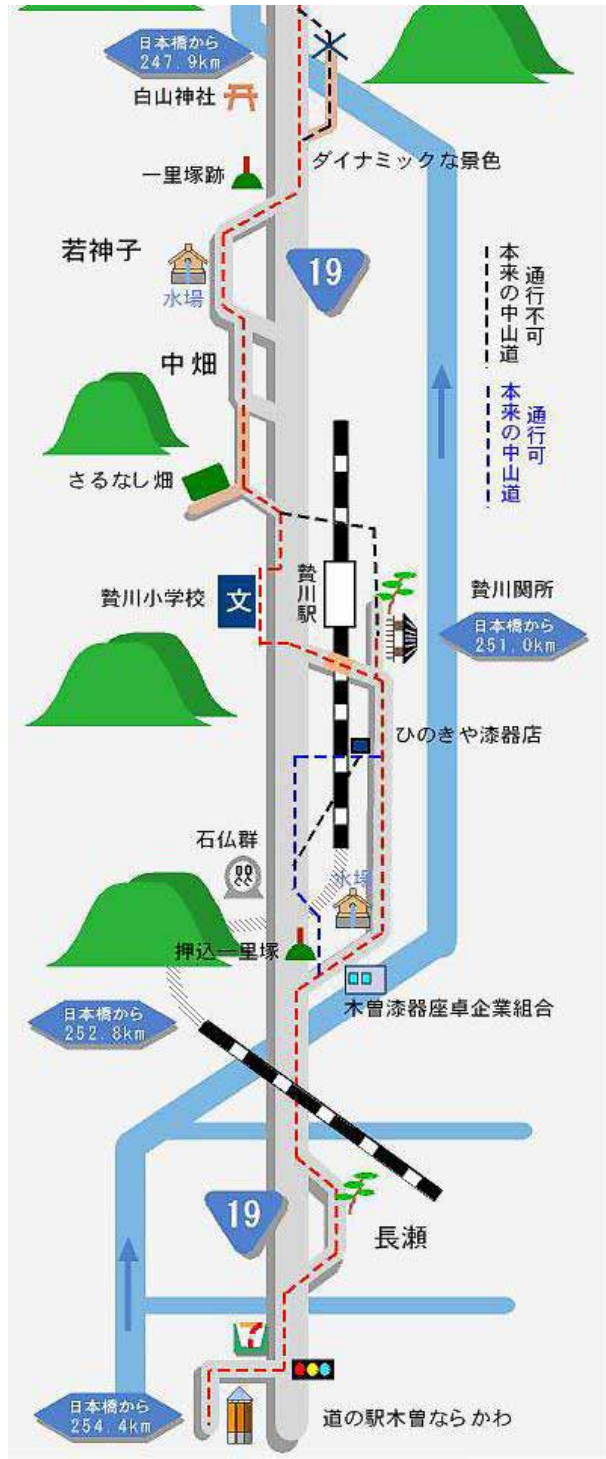 日本橋から
247.9km
白山神社
ダイナミックな景色
一里塚跡
若神子
水場
19
通行不可
本来の中山道
中畑
通行可
本来の中山道
さるなし畑
贄川駅
贄川小学校
文
贄川関所
日本橋から
251.0km
ひのきや漆器店
石仏群
水場
押込一里塚
木曽漆器座卓企業組合
日本橋から
252.8km
19
長瀬
7
日本橋から
254.4km
道の駅木曽ならかわ